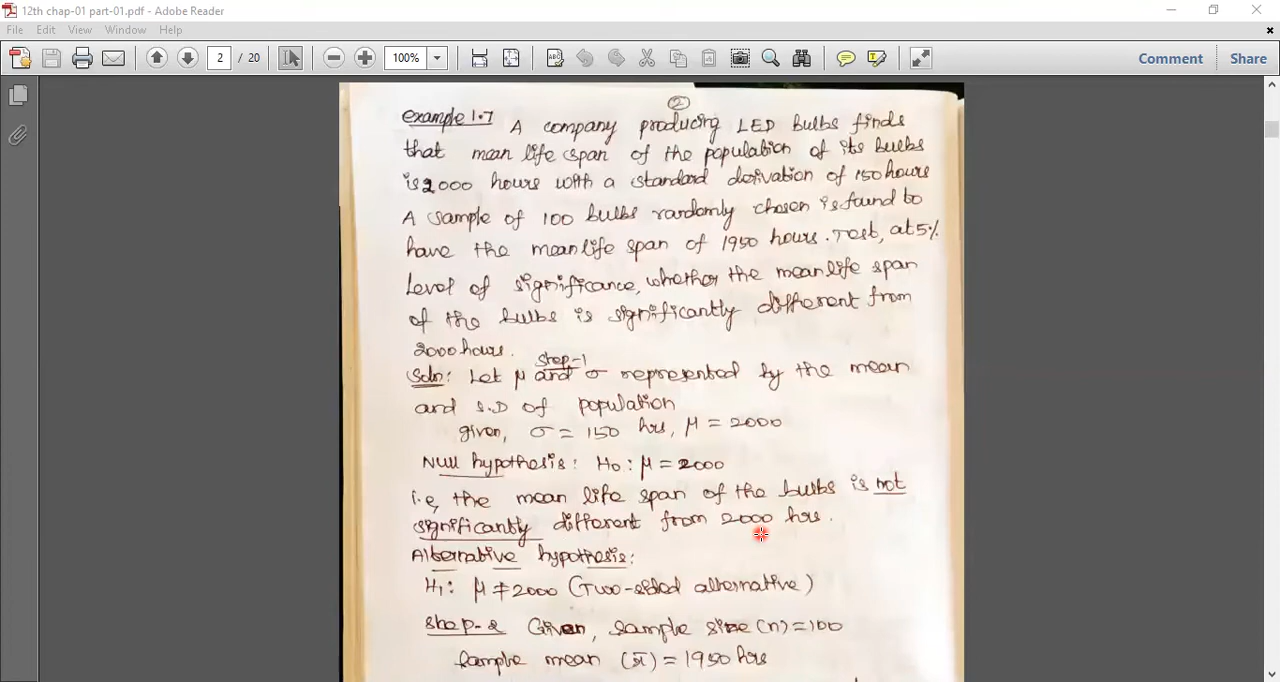 12th chap-01 part-01.pdf - Adobe Reader
File Edit View Window Help
2 / 20 100% Comment Share
2
Example 1.7 A company producing LED bulbs finds
that mean life span of the population of its bulbs
is 2000 hours with a standard derivation of 150 hours
A sample of 100 bulbs randomly chosen is found to
have the mean life span of 1950 hours. Test, at 5%
Level of significance, whether the mean life span
of the bulbs is significantly different from
2000 hours.
step-1
Soln: Let μ and σ represented by the mean
and S.D of population
given, σ = 150 hrs, μ = 2000
Null hypothesis: H₀ : μ = 2000
i.e, the mean life span of the bulbs is not
significantly different from 2000 hrs.
Alternative hypothesis:
H₁: μ ≠ 2000 (Two-sided alternative)
Step-2 Given, sample size (n) = 100
Sample mean (x̄) = 1950 hrs